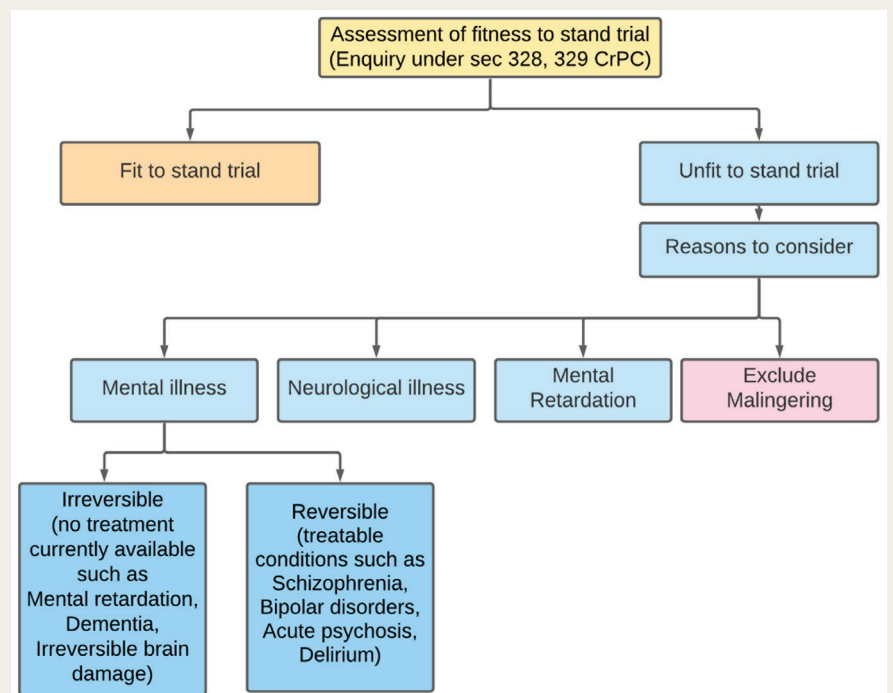 Assessment of fitness to stand trial
(Enquiry under sec 328, 329 CrPC)
Fit to stand trial
Unfit to stand trial
Reasons to consider
Mental illness
Neurological illness
Mental
Retardation
Exclude
Malingering
Irreversible
(no treatment
currently available
such as
Mental retardation,
Dementia,
Irreversible brain
damage)
Reversible
(treatable
conditions such as
Schizophrenia,
Bipolar disorders,
Acute psychosis,
Delirium)